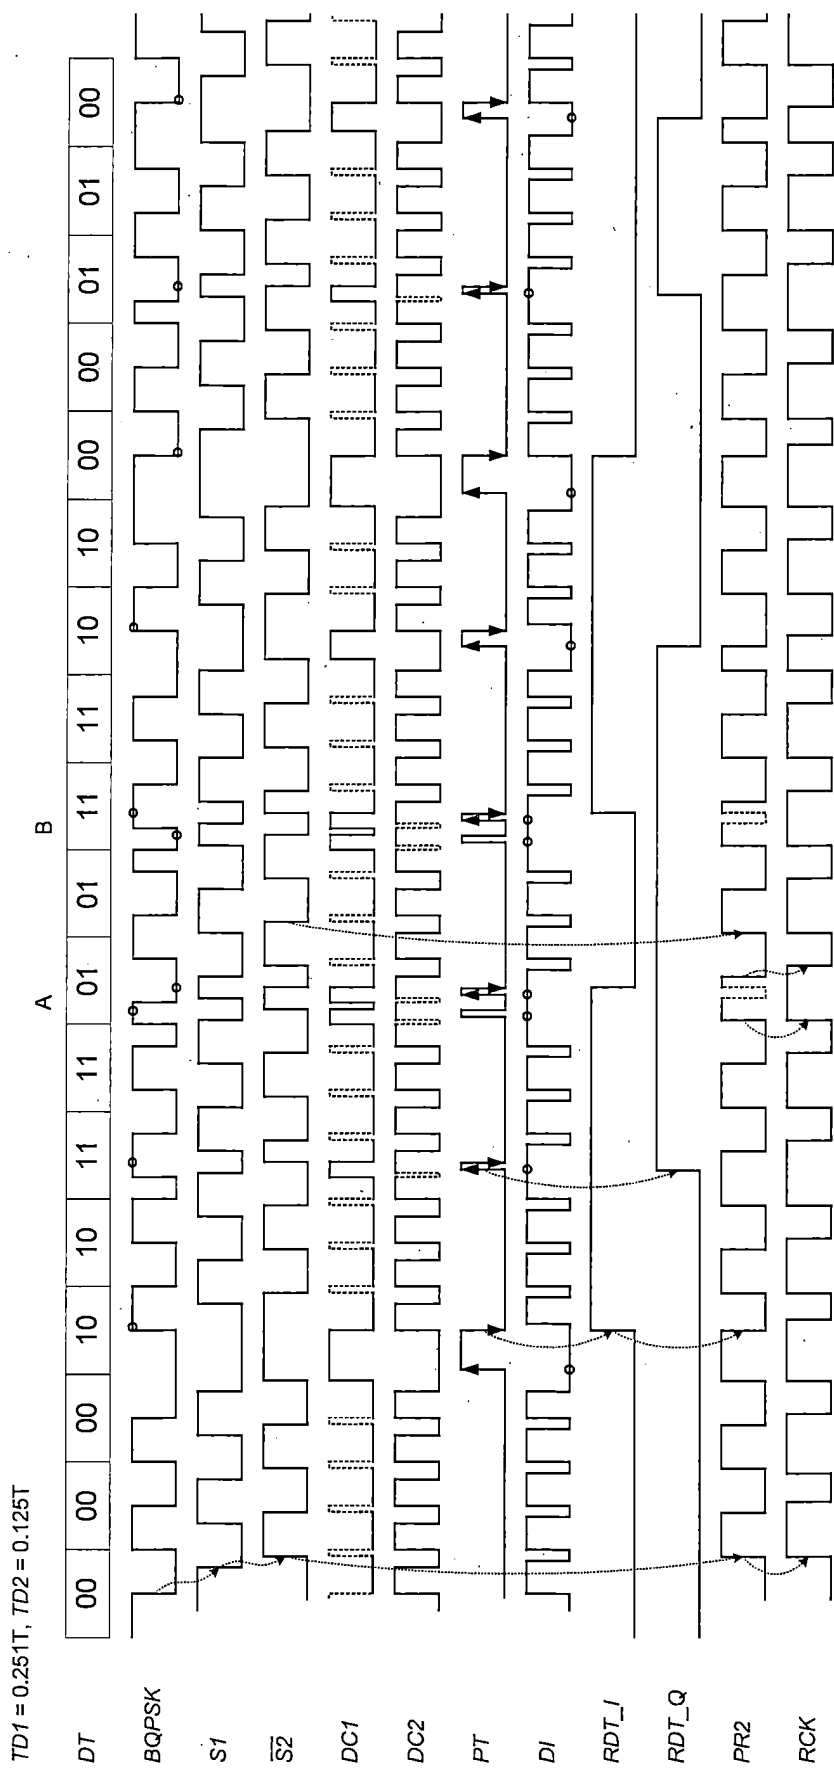 TD1 = 0.251T, TD2 = 0.125T
A B
DT 00 00 00 10 10 11 11 01 01 11 11 10 10 00 00 01 01 00
BQPSK
S1
S̅2̅
DC1
DC2
PT
DI
RDT_I
RDT_Q
PR2
RCK